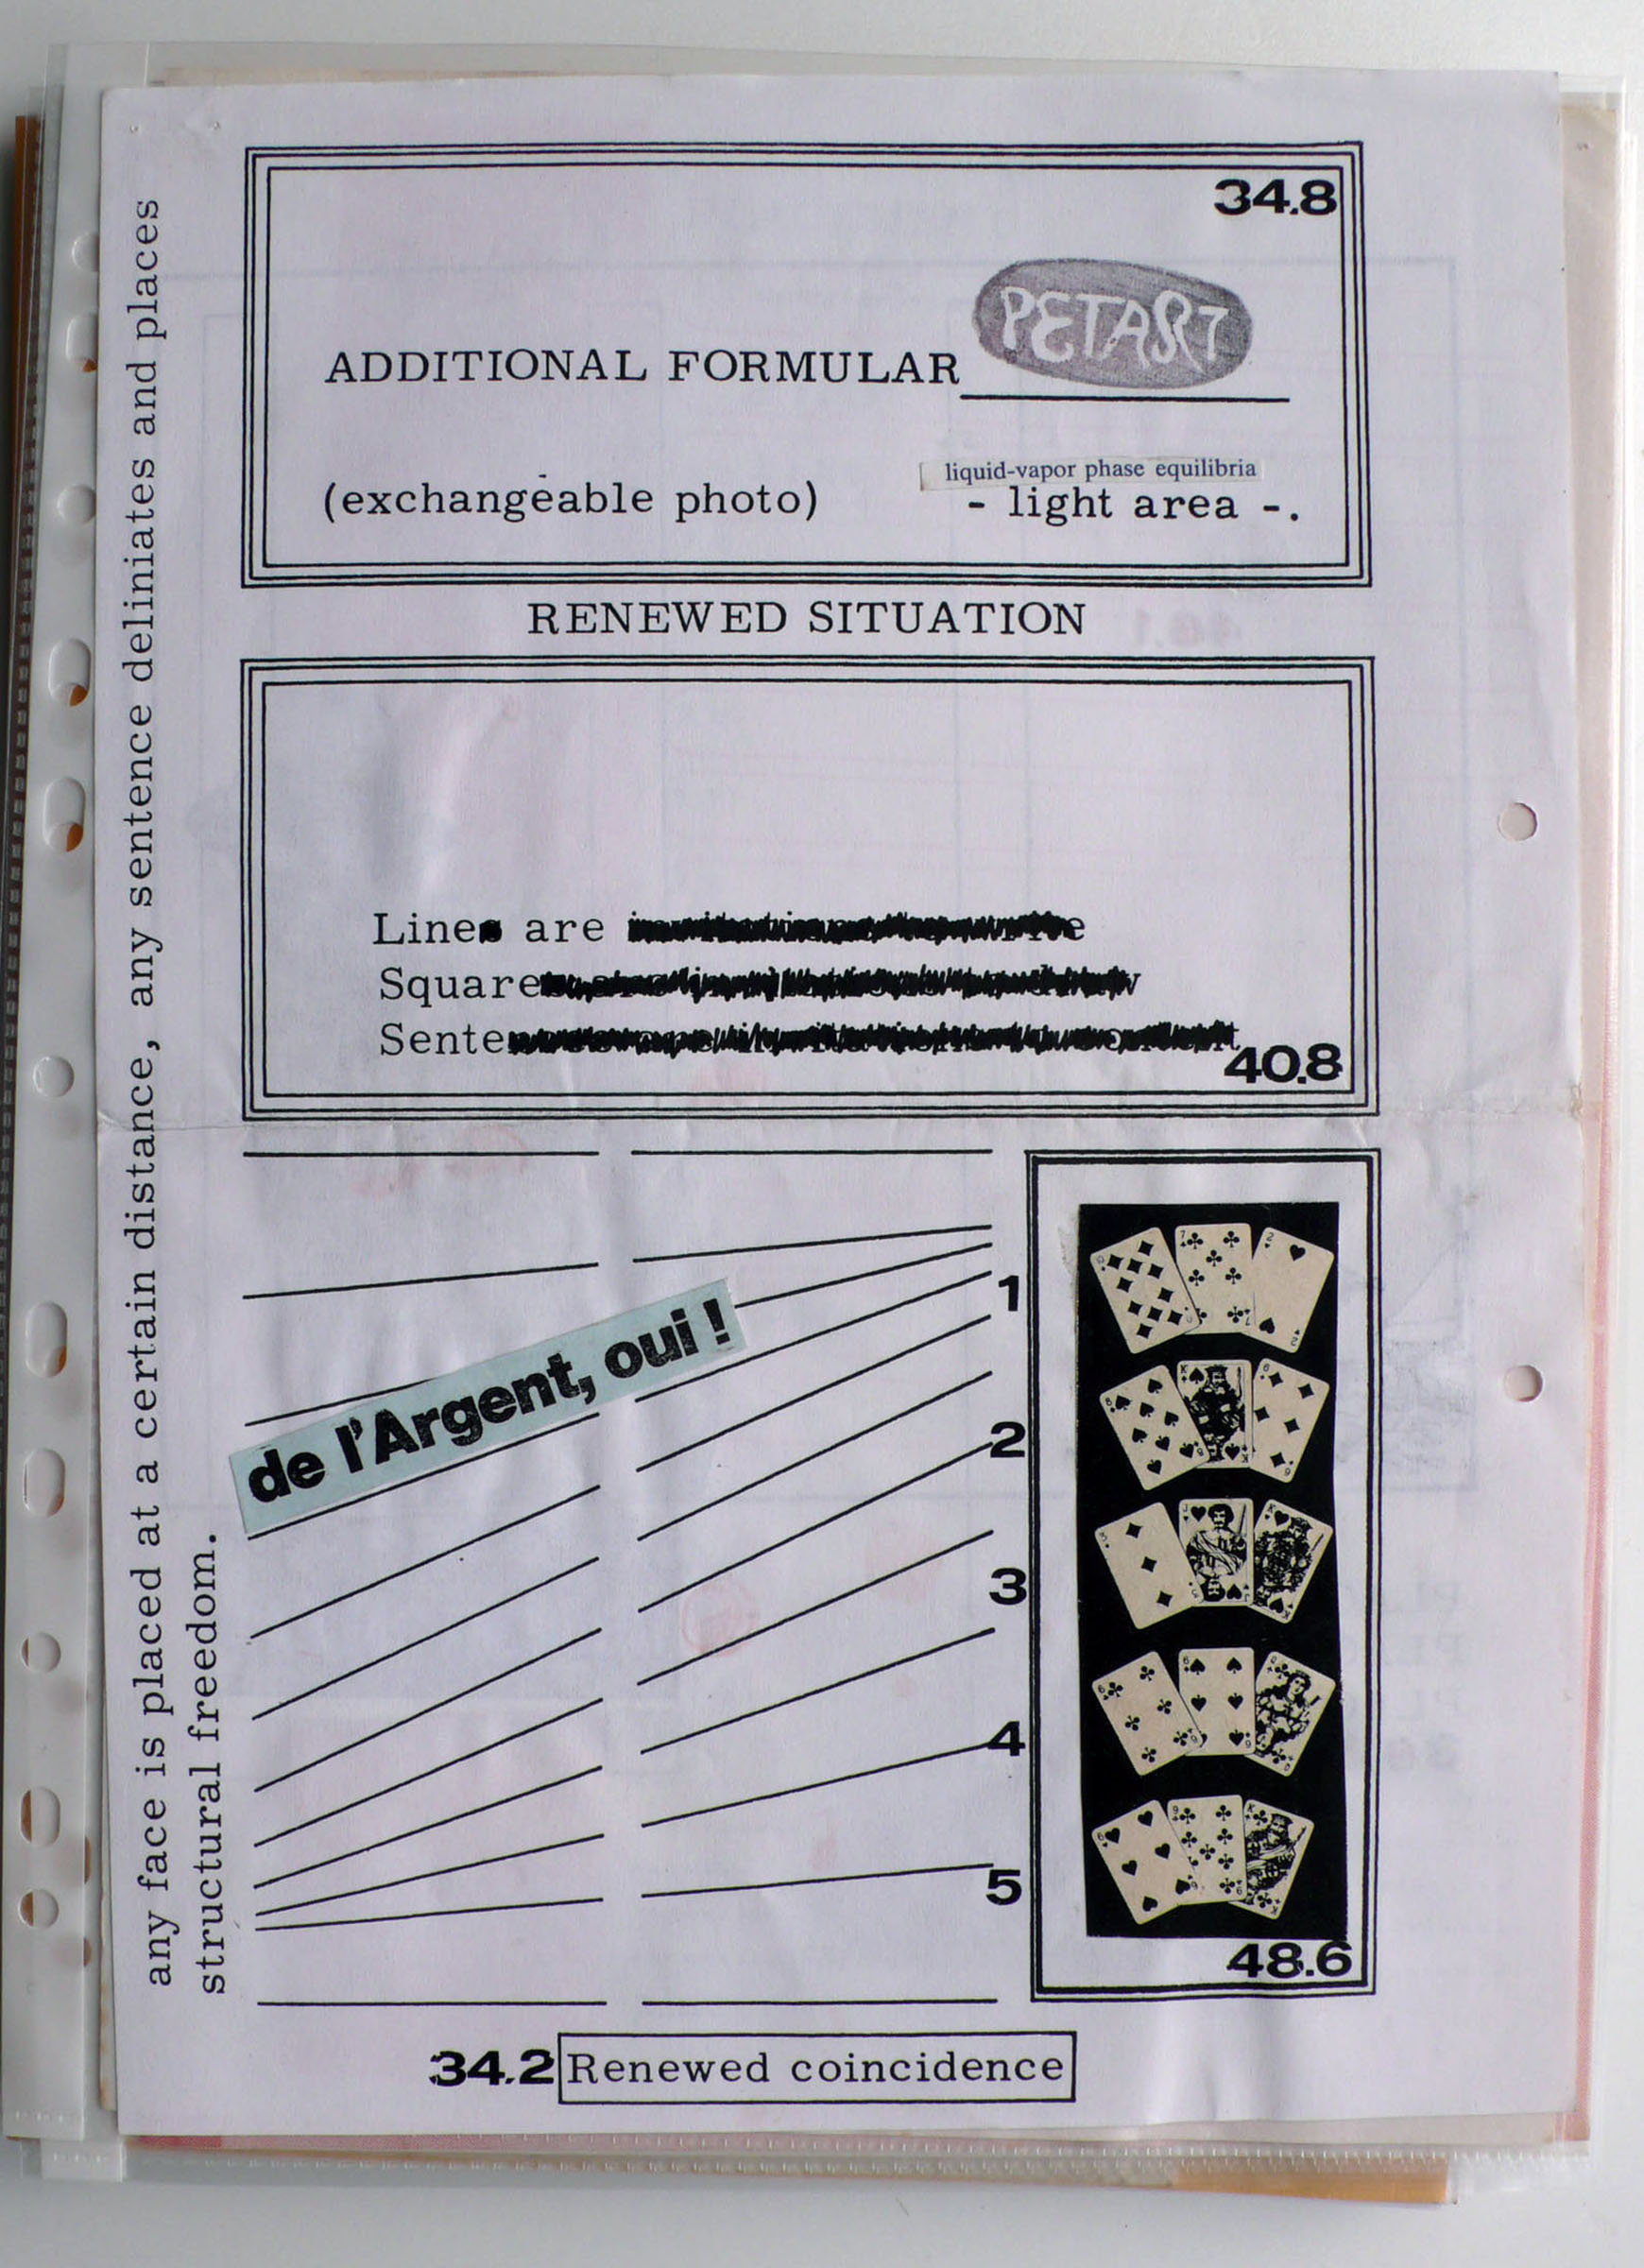 34.8
PETART
ADDITIONAL FORMULAR
liquid-vapor phase equilibria
(exchangeable photo) - light area -.
RENEWED SITUATION
Lines are
Square
Sente
40.8
de l'Argent, oui !
1
2
3
4
5
48.6
34.2 Renewed coincidence
any face is placed at a certain distance, any sentence deliniates and places
structural freedom.